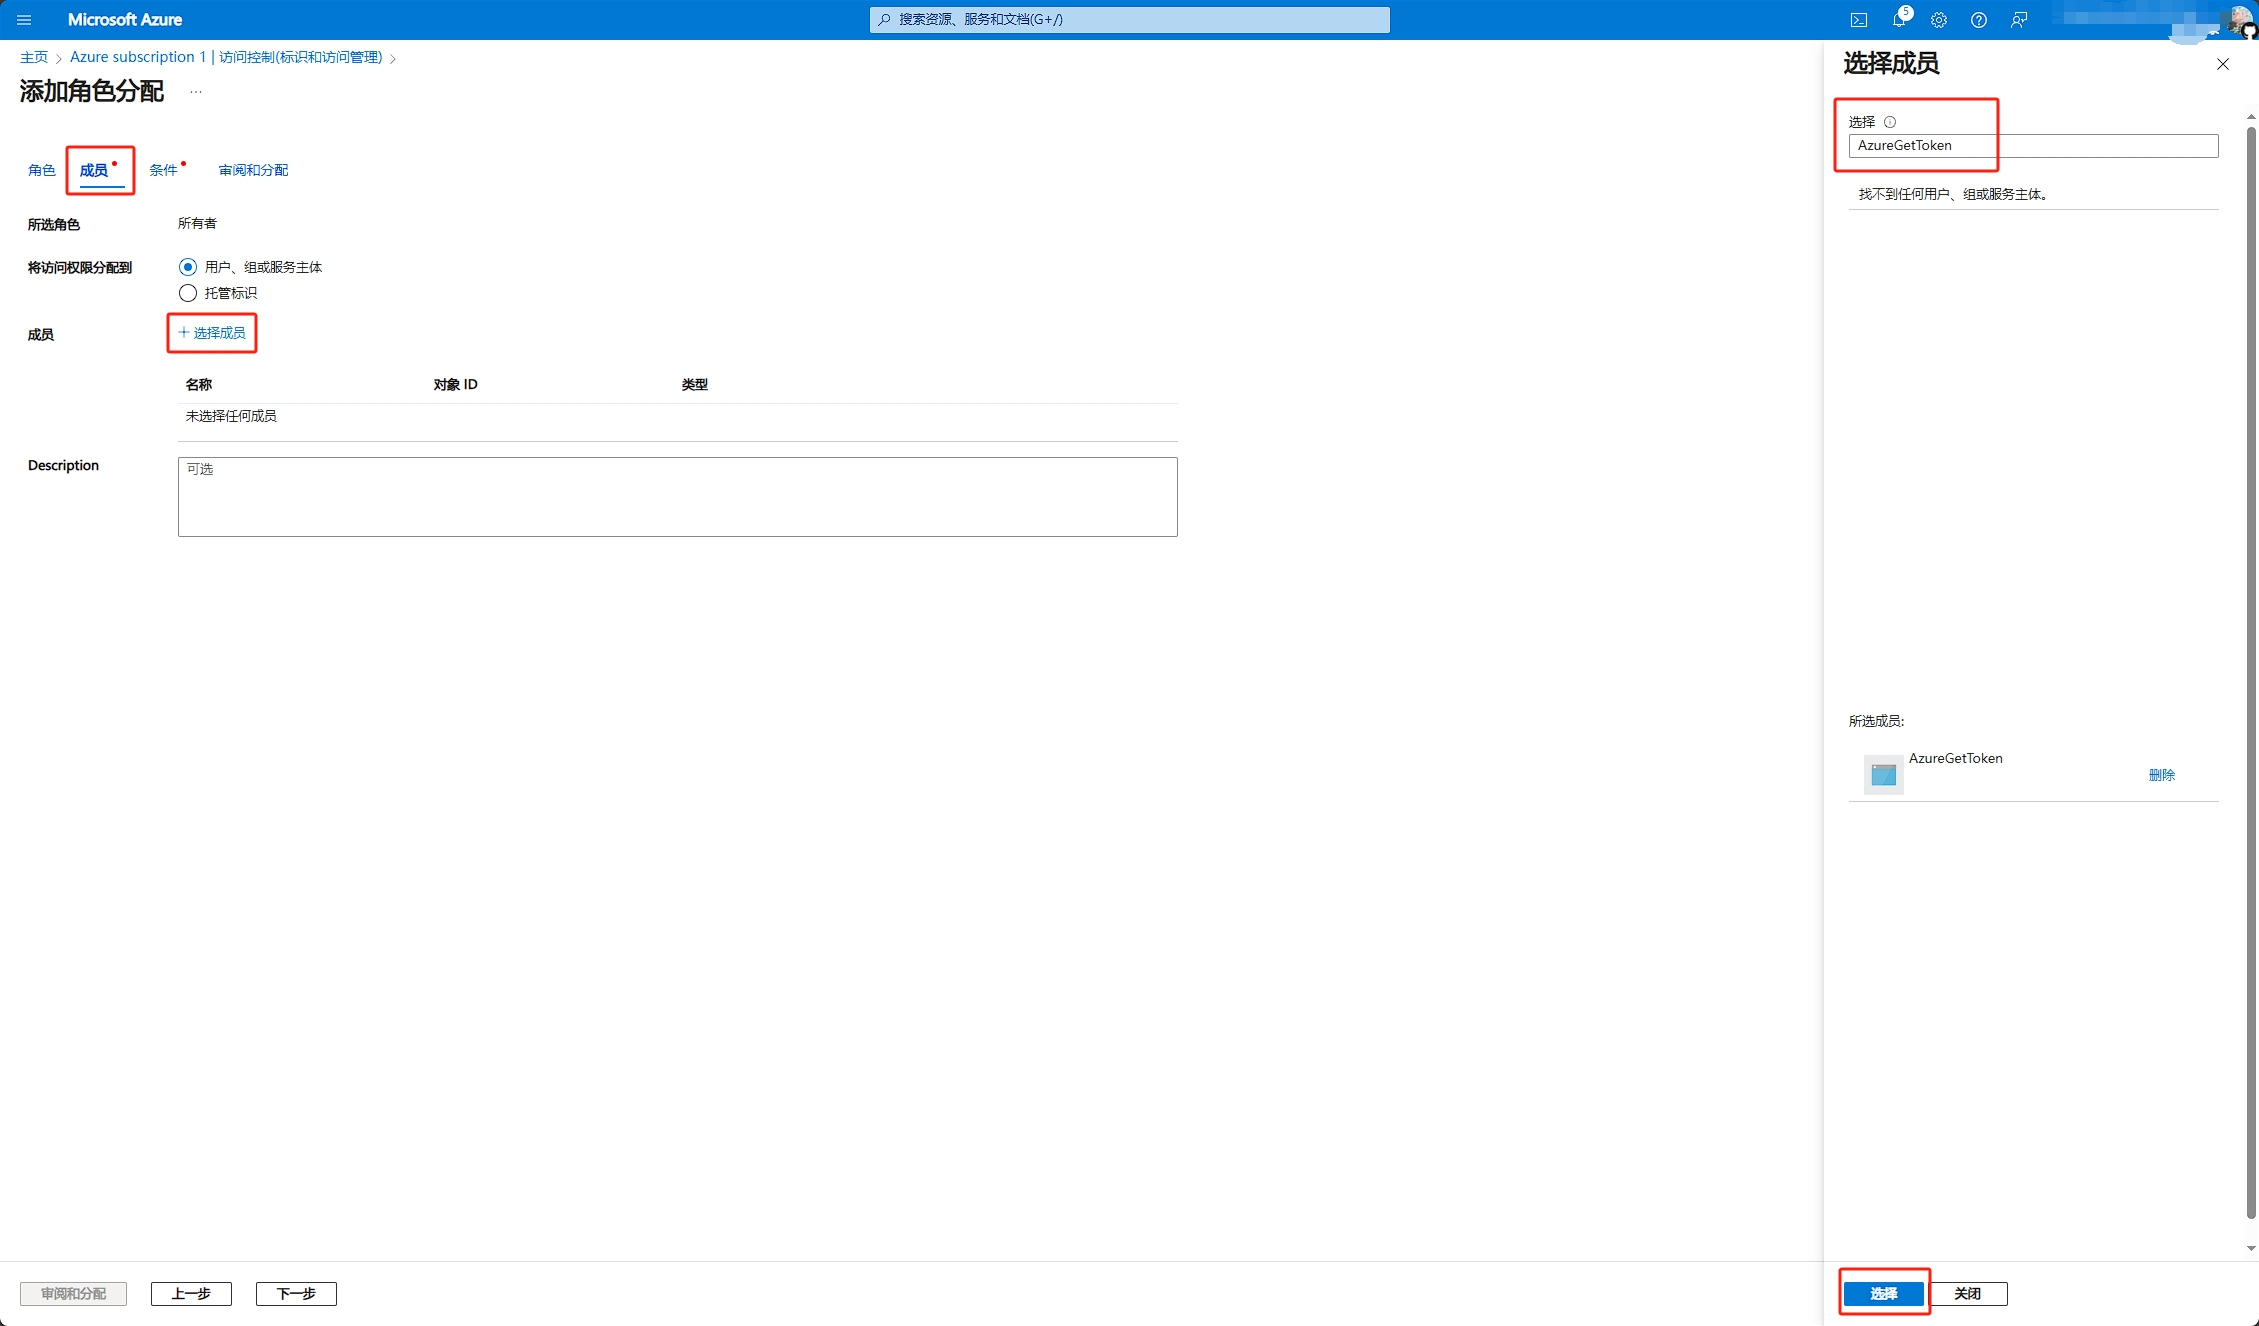 Microsoft Azure
搜索资源、服务和文档(G+/)
5
主页 > Azure subscription 1 | 访问控制(标识和访问管理) >
添加角色分配 ...
角色 成员 条件 审阅和分配
所选角色 所有者
将访问权限分配到 用户、组或服务主体
托管标识
成员 + 选择成员
名称 对象 ID 类型
未选择任何成员
Description 可选
审阅和分配 上一步 下一步
选择成员
选择
AzureGetToken
找不到任何用户、组或服务主体。
所选成员:
AzureGetToken
删除
选择 关闭